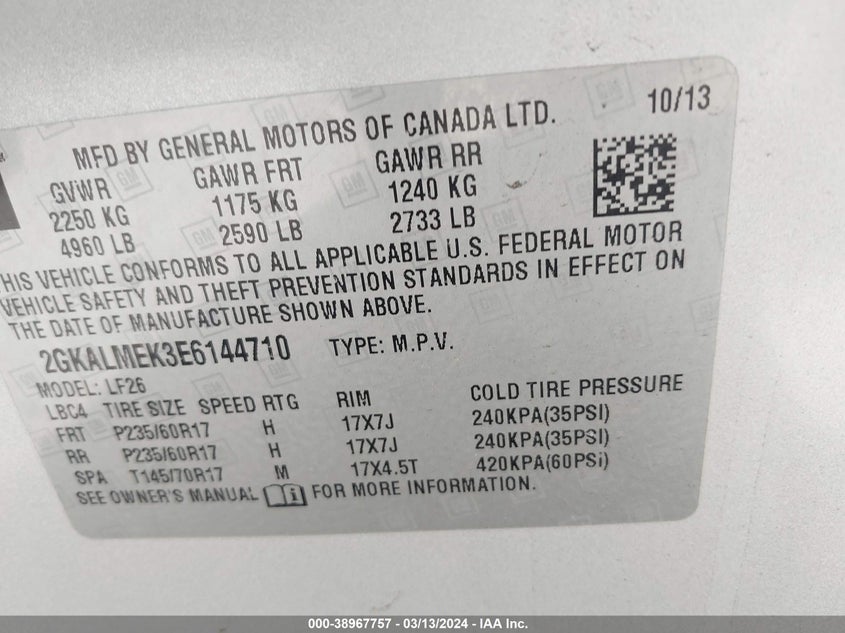 10/13
MFD BY GENERAL MOTORS OF CANADA LTD.
GVWR GAWR FRT GAWR RR
2250 KG 1175 KG 1240 KG
4960 LB 2590 LB 2733 LB
HIS VEHICLE CONFORMS TO ALL APPLICABLE U.S. FEDERAL MOTOR
VEHICLE SAFETY AND THEFT PREVENTION STANDARDS IN EFFECT ON
THE DATE OF MANUFACTURE SHOWN ABOVE.
2GKALMEK3E6144710 TYPE: M.P.V.
MODEL: LF26
LBC4 TIRE SIZE SPEED RTG RIM COLD TIRE PRESSURE
FRT P235/60R17 H 17X7J 240KPA(35PSI)
RR P235/60R17 H 17X7J 240KPA(35PSI)
SPA T145/70R17 M 17X4.5T 420KPA(60PSI)
SEE OWNER'S MANUAL FOR MORE INFORMATION.
000-38967757 - 03/13/2024 - IAA Inc.